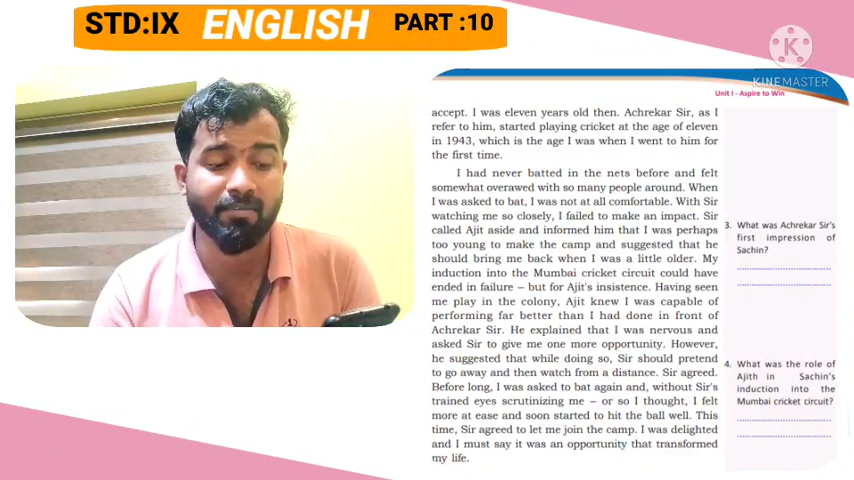 STD:IX ENGLISH PART :10
K
KINEMASTER
Unit I - Aspire to Win
accept. I was eleven years old then. Achrekar Sir, as I
refer to him, started playing cricket at the age of eleven
in 1943, which is the age I was when I went to him for
the first time.
I had never batted in the nets before and felt
somewhat overawed with so many people around. When
I was asked to bat, I was not at all comfortable. With Sir
watching me so closely, I failed to make an impact. Sir
called Ajit aside and informed him that I was perhaps
too young to make the camp and suggested that he
should bring me back when I was a little older. My
induction into the Mumbai cricket circuit could have
ended in failure – but for Ajit's insistence. Having seen
me play in the colony, Ajit knew I was capable of
performing far better than I had done in front of
Achrekar Sir. He explained that I was nervous and
asked Sir to give me one more opportunity. However,
he suggested that while doing so, Sir should pretend
to go away and then watch from a distance. Sir agreed.
Before long, I was asked to bat again and, without Sir's
trained eyes scrutinizing me – or so I thought, I felt
more at ease and soon started to hit the ball well. This
time, Sir agreed to let me join the camp. I was delighted
and I must say it was an opportunity that transformed
my life.
3. What was Achrekar Sir's
first impression of
Sachin?
4. What was the role of
Ajith in Sachin's
induction into the
Mumbai cricket circuit?